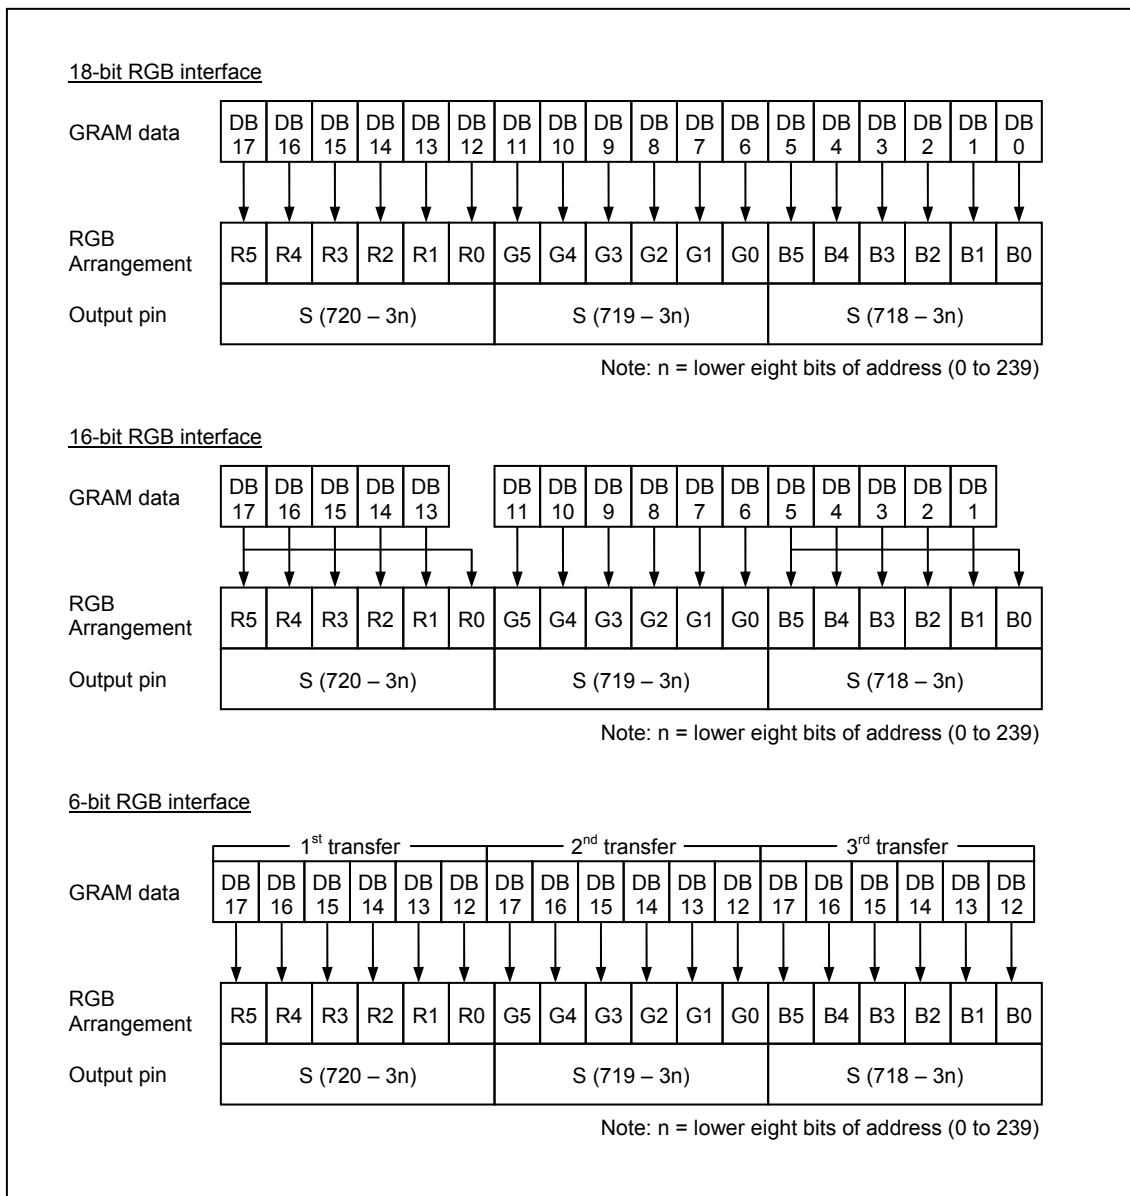 18-bit RGB interface
GRAM data DB 17 DB 16 DB 15 DB 14 DB 13 DB 12 DB 11 DB 10 DB 9 DB 8 DB 7 DB 6 DB 5 DB 4 DB 3 DB 2 DB 1 DB 0
RGB Arrangement R5 R4 R3 R2 R1 R0 G5 G4 G3 G2 G1 G0 B5 B4 B3 B2 B1 B0
Output pin S (720 – 3n) S (719 – 3n) S (718 – 3n)
Note: n = lower eight bits of address (0 to 239)
16-bit RGB interface
GRAM data DB 17 DB 16 DB 15 DB 14 DB 13 DB 11 DB 10 DB 9 DB 8 DB 7 DB 6 DB 5 DB 4 DB 3 DB 2 DB 1
RGB Arrangement R5 R4 R3 R2 R1 R0 G5 G4 G3 G2 G1 G0 B5 B4 B3 B2 B1 B0
Output pin S (720 – 3n) S (719 – 3n) S (718 – 3n)
Note: n = lower eight bits of address (0 to 239)
6-bit RGB interface
1st transfer 2nd transfer 3rd transfer
GRAM data DB 17 DB 16 DB 15 DB 14 DB 13 DB 12 DB 17 DB 16 DB 15 DB 14 DB 13 DB 12 DB 17 DB 16 DB 15 DB 14 DB 13 DB 12
RGB Arrangement R5 R4 R3 R2 R1 R0 G5 G4 G3 G2 G1 G0 B5 B4 B3 B2 B1 B0
Output pin S (720 – 3n) S (719 – 3n) S (718 – 3n)
Note: n = lower eight bits of address (0 to 239)